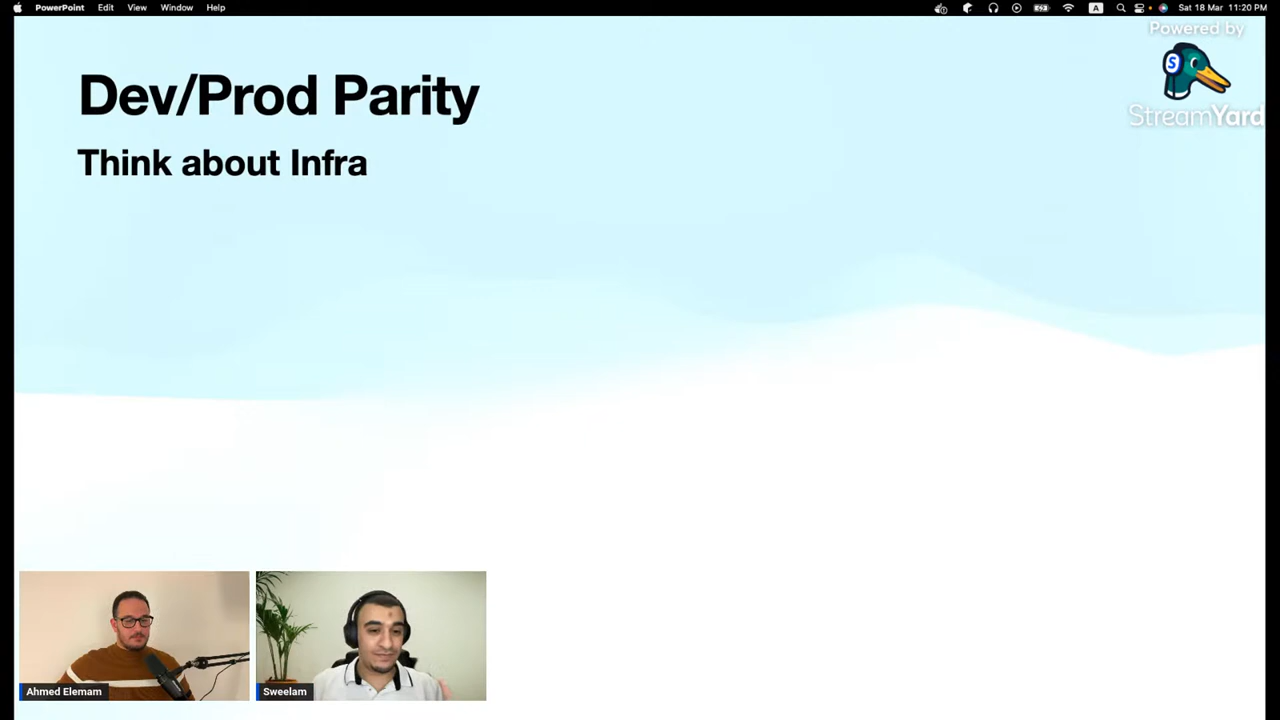 PowerPoint Edit View Window Help
A Sat 18 Mar 11:20 PM
Powered by
S
StreamYard
Dev/Prod Parity
Think about Infra
Ahmed Elemam
Sweelam